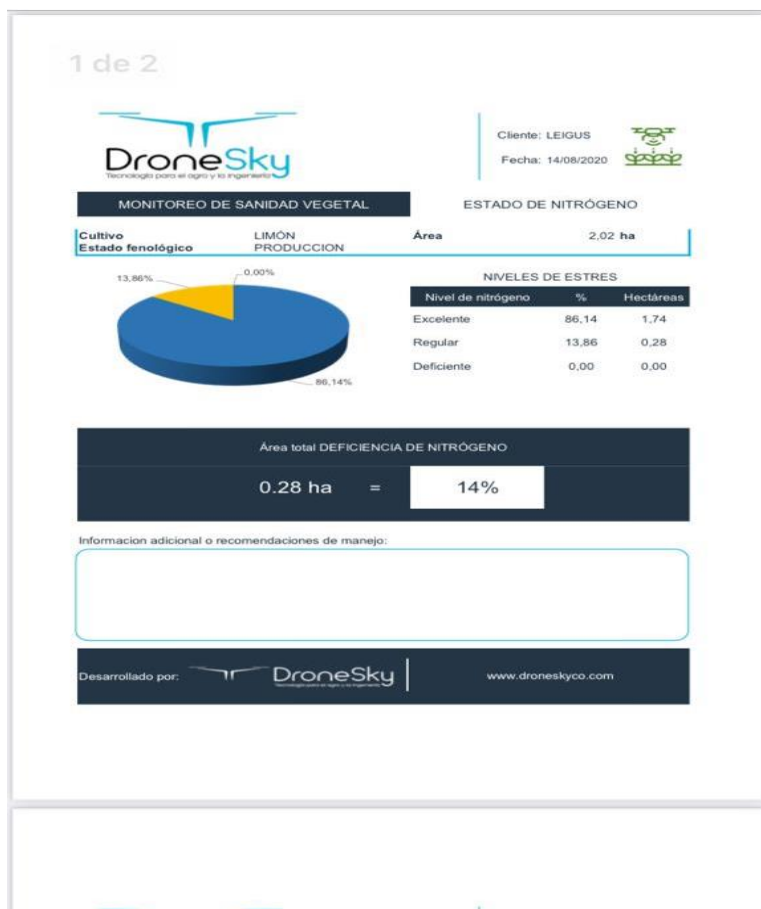 1 de 2
DroneSky
Tecnología para el agro y la ingeniería
Cliente: LEIGUS
Fecha: 14/08/2020
MONITOREO DE SANIDAD VEGETAL
ESTADO DE NITRÓGENO
Cultivo LIMÓN Área 2,02 ha
Estado fenológico PRODUCCION
13,86%
0,00%
86,14%
NIVELES DE ESTRES
Nivel de nitrógeno % Hectáreas
Excelente 86,14 1,74
Regular 13,86 0,28
Deficiente 0,00 0,00
Área total DEFICIENCIA DE NITRÓGENO
0.28 ha = 14%
Informacion adicional o recomendaciones de manejo:
Desarrollado por: DroneSky www.droneskyco.com
Tecnología para el agro y la ingeniería